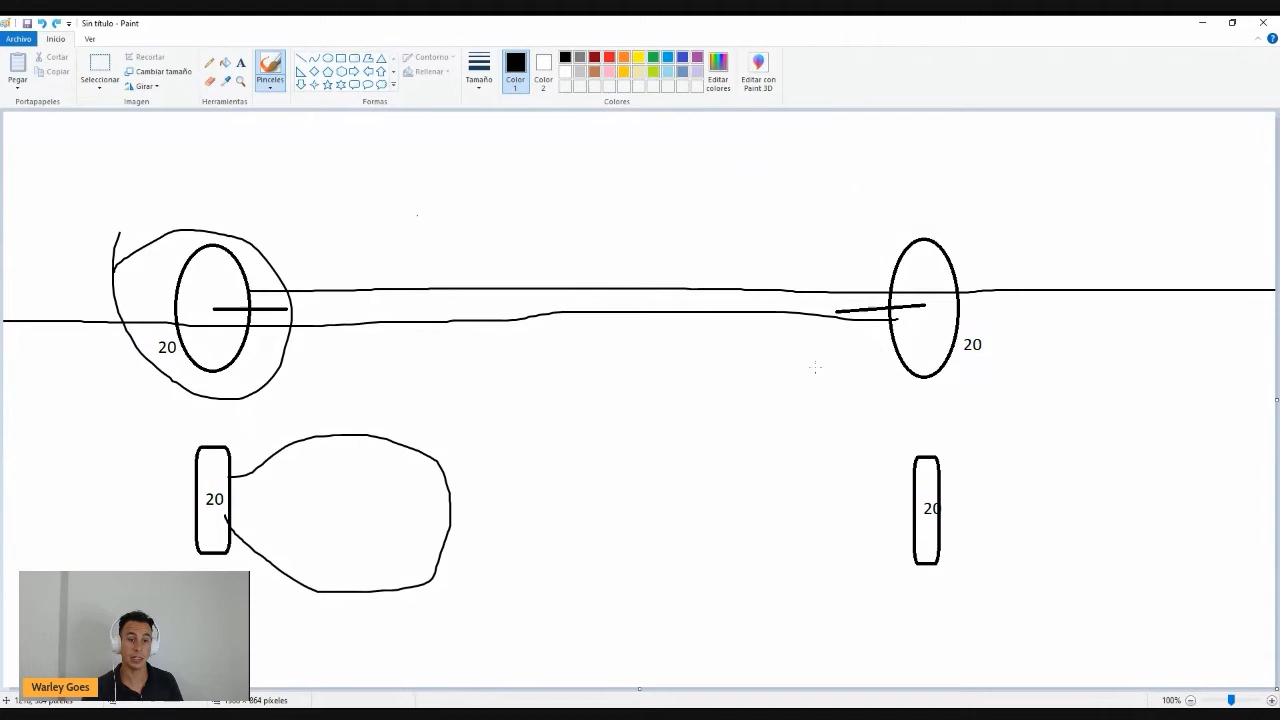 Sin título - Paint
Archivo
Inicio
Ver
Pegar
Cortar
Copiar
Portapapeles
Seleccionar
Recortar
Cambiar tamaño
Girar
Imagen
A
Herramientas
Pinceles
Contorno
Rellenar
Formas
Tamaño
Color 1
Color 2
Colores
Editar colores
Editar con Paint 3D
20
20
20
20
Warley Goes
100%